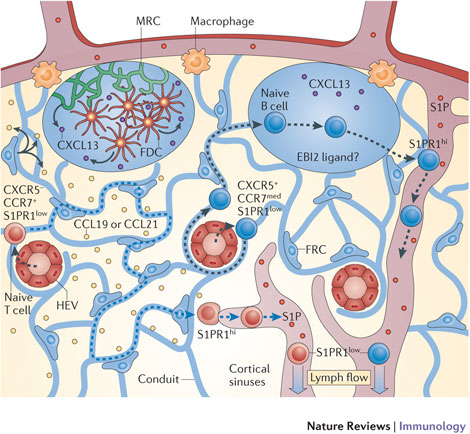 MRC
Macrophage
CXCL13
FDC
Naive
B cell
CXCL13
EBI2 ligand?
S1P
S1PR1hi
CXCR5-
CCR7+
S1PR1low
CCL19 or CCL21
CXCR5+
CCR7med
S1PR1low
FRC
Naive
T cell
HEV
S1PR1hi
S1P
S1PR1low
Conduit
Cortical
sinuses
Lymph flow
Nature Reviews | Immunology